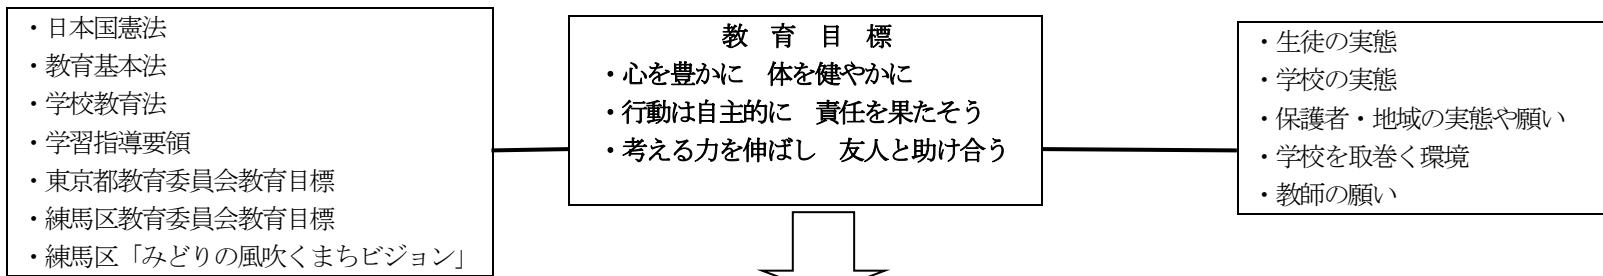 ・日本国憲法
・教育基本法
・学校教育法
・学習指導要領
・東京都教育委員会教育目標
・練馬区教育委員会教育目標
・練馬区「みどりの風吹くまちビジョン」
教 育 目 標
・心を豊かに 体を健やかに
・行動は自主的に 責任を果たそう
・考える力を伸ばし 友人と助け合う
・生徒の実態
・学校の実態
・保護者・地域の実態や願い
・学校を取巻く環境
・教師の願い